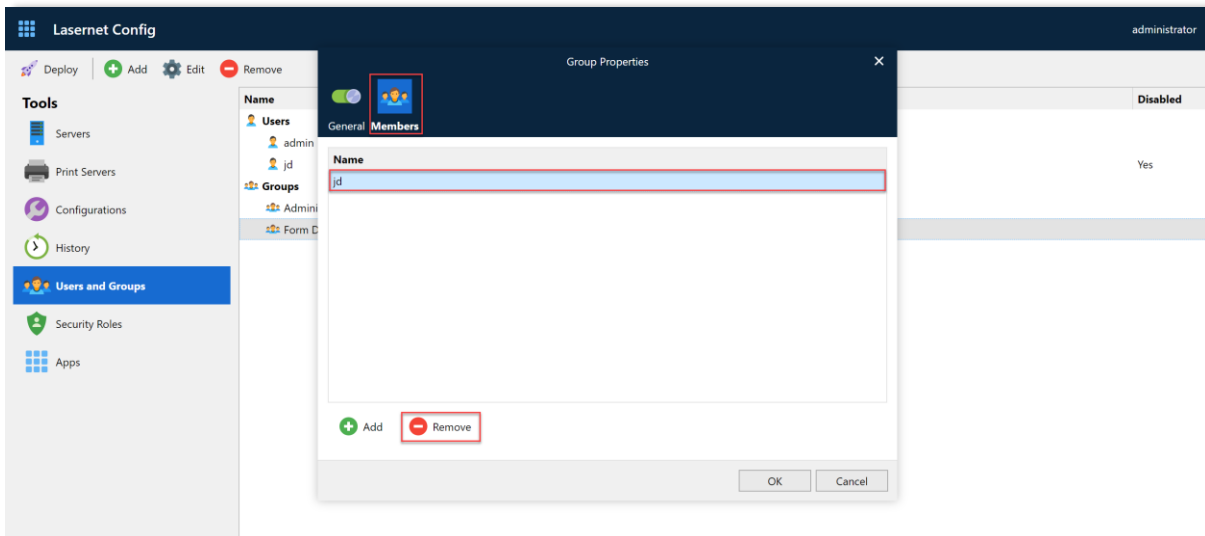 Lasernet Config
administrator
Deploy Add Edit Remove
Group Properties
Tools
Name
Disabled
General Members
Servers
Users
admin
jd
Yes
Name
jd
Print Servers
Groups
Admini
Form D
Configurations
History
Users and Groups
Security Roles
Apps
Add Remove
OK Cancel